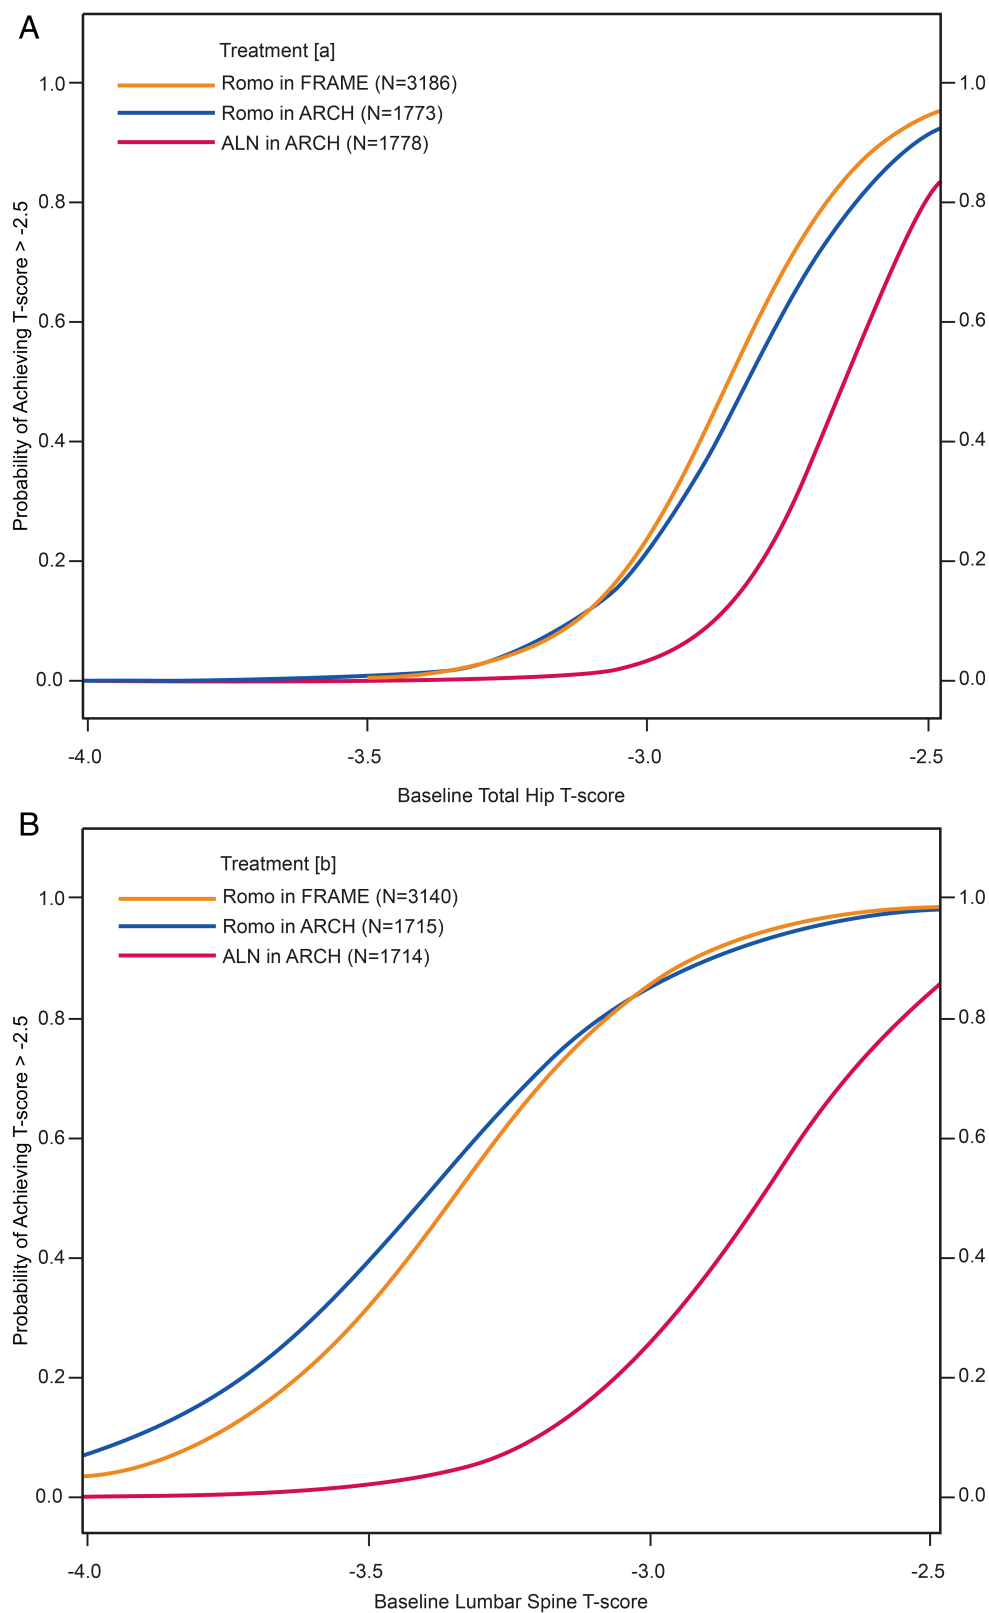 A
Treatment [a]
Romo in FRAME (N=3186)
Romo in ARCH (N=1773)
ALN in ARCH (N=1778)
Probability of Achieving T-score > -2.5
1.0
0.8
0.6
0.4
0.2
0.0
1.0
0.8
0.6
0.4
0.2
0.0
-4.0 -3.5 -3.0 -2.5
Baseline Total Hip T-score
B
Treatment [b]
Romo in FRAME (N=3140)
Romo in ARCH (N=1715)
ALN in ARCH (N=1714)
Probability of Achieving T-score > -2.5
1.0
0.8
0.6
0.4
0.2
0.0
1.0
0.8
0.6
0.4
0.2
0.0
-4.0 -3.5 -3.0 -2.5
Baseline Lumbar Spine T-score